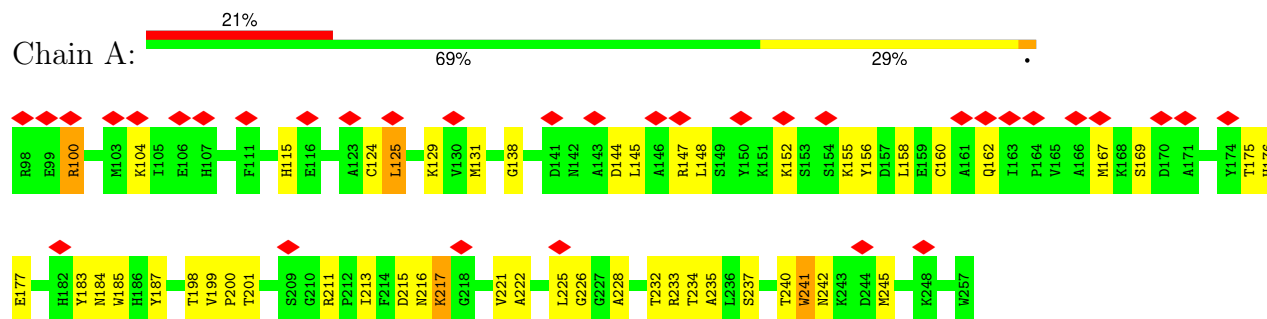 21%
Chain A:
69% 29% •
R98 E99 R100 M103 K104 I105 E106 H107 F111 H115 E116 A123 C124 L125 K129 V130 M131 G138 D141 N142 A143 D144 L145 A146 R147 L148 S149 Y150 K151 K152 S153 S154 K155 Y156 D157 L158 E159 C160 A161 Q162 I163 P164 V165 A166 M167 K168 S169 D170 A171 Y174 T175 H176
E177 H182 Y183 N184 W185 H186 Y187 T198 V199 P200 T201 S209 G210 R211 P212 I213 F214 D215 N216 K217 G218 V221 A222 L225 G226 G227 A228 T232 R233 T234 A235 L236 S237 T240 W241 N242 K243 D244 M245 K248 W257